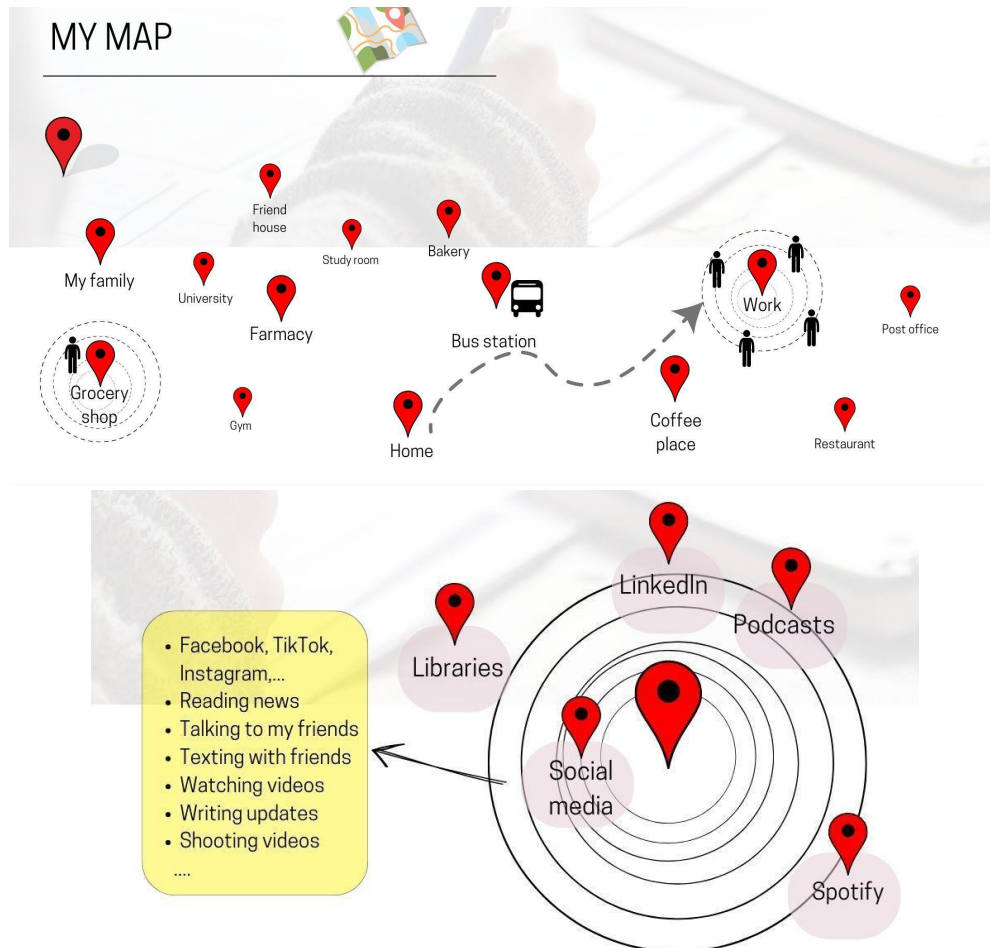 MY MAP
Friend
house
Bakery
Study room
My family
University
Farmacy
Bus station
Work
Post office
Grocery
shop
Gym
Home
Coffee
place
Restaurant
LinkedIn
Podcasts
Libraries
• Facebook, TikTok,
Instagram,...
• Reading news
• Talking to my friends
• Texting with friends
• Watching videos
• Writing updates
• Shooting videos
....
Social
media
Spotify